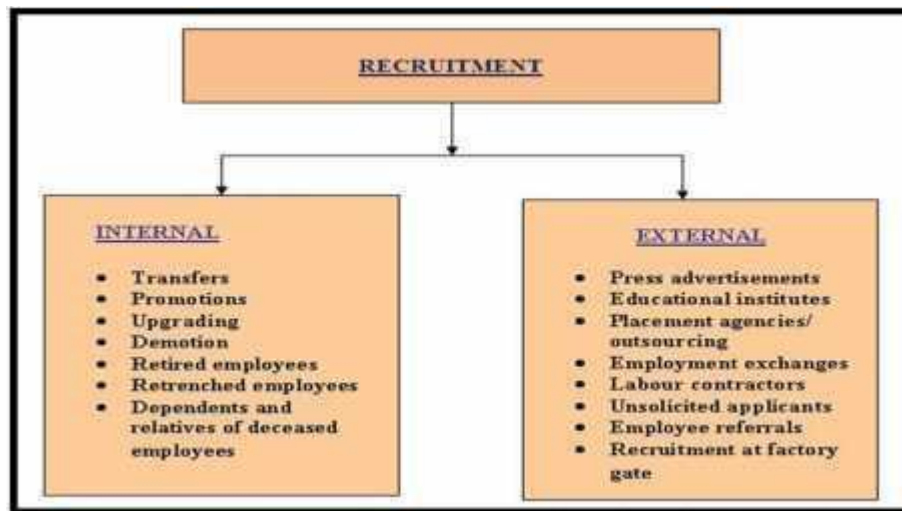 RECRUITMENT
INTERNAL
• Transfers
• Promotions
• Upgrading
• Demotion
• Retired employees
• Retrenched employees
• Dependents and
relatives of deceased
employees
EXTERNAL
• Press advertisements
• Educational institutes
• Placement agencies/
outsourcing
• Employment exchanges
• Labour contractors
• Unsolicited applicants
• Employee referrals
• Recruitment at factory
gate